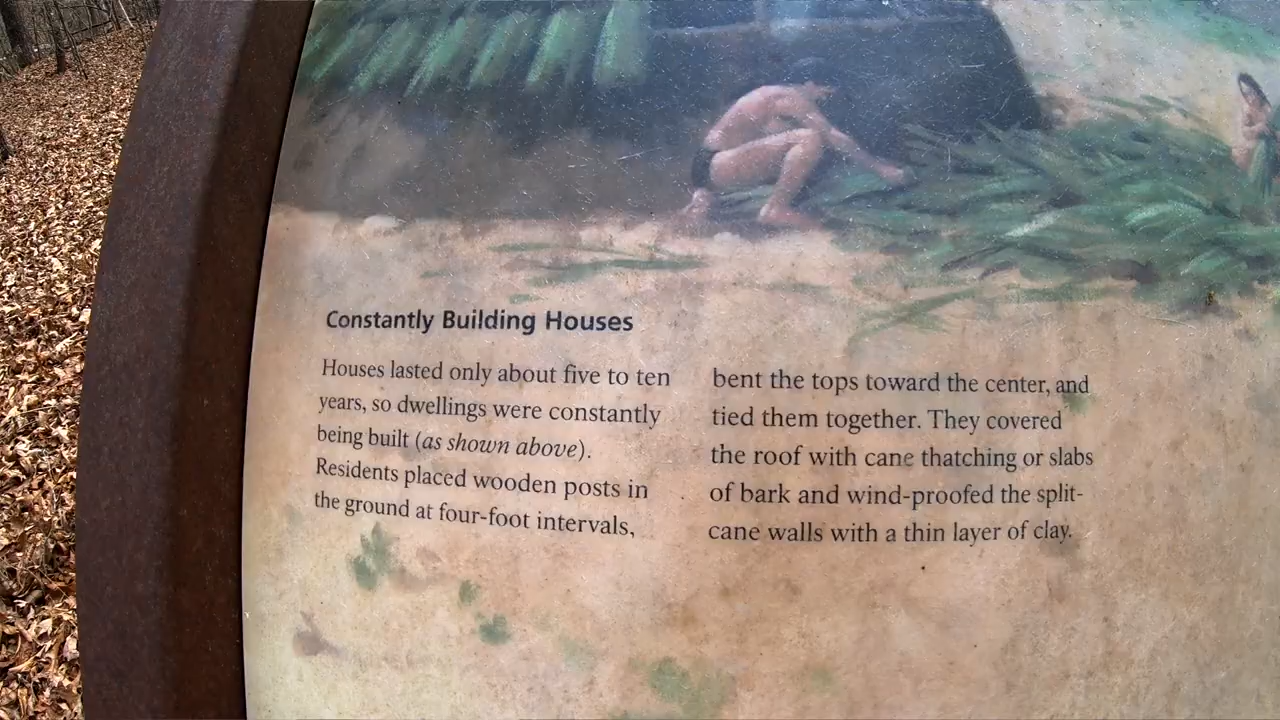 Constantly Building Houses
Houses lasted only about five to ten
years, so dwellings were constantly
being built (as shown above).
Residents placed wooden posts in
the ground at four-foot intervals,
bent the tops toward the center, and
tied them together. They covered
the roof with cane thatching or slabs
of bark and wind-proofed the split-
cane walls with a thin layer of clay.